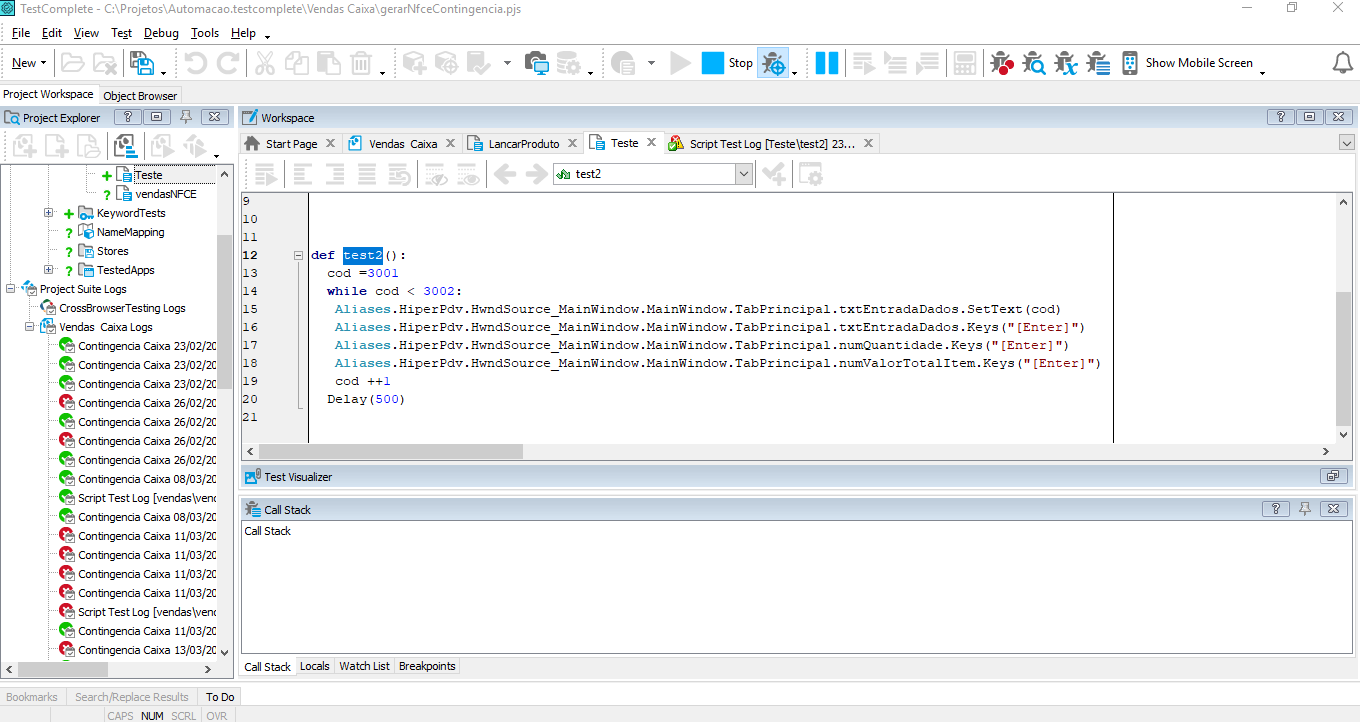 TestComplete - C:\Projetos\Automacao.testcomplete\Vendas Caixa\gerarNfceContingencia.pjs
File Edit View Test Debug Tools Help
New Stop Show Mobile Screen
Project Workspace Object Browser
Project Explorer
Teste
vendasNFCE
KeywordTests
NameMapping
Stores
TestedApps
Project Suite Logs
CrossBrowserTesting Logs
Vendas Caixa Logs
Contingencia Caixa 23/02/20
Contingencia Caixa 23/02/20
Contingencia Caixa 23/02/20
Contingencia Caixa 26/02/20
Contingencia Caixa 26/02/20
Contingencia Caixa 26/02/20
Contingencia Caixa 26/02/20
Contingencia Caixa 08/03/20
Script Test Log [vendas\vend
Contingencia Caixa 08/03/20
Contingencia Caixa 11/03/20
Contingencia Caixa 11/03/20
Contingencia Caixa 11/03/20
Contingencia Caixa 11/03/20
Script Test Log [vendas\vend
Contingencia Caixa 11/03/20
Contingencia Caixa 13/03/20
Workspace
Start Page Vendas Caixa LancarProduto Teste Script Test Log [Teste\test2] 23...
test2
9
10
11
12 def test2():
13 cod =3001
14 while cod < 3002:
15 Aliases.HiperPdv.HwndSource_MainWindow.MainWindow.TabPrincipal.txtEntradaDados.SetText(cod)
16 Aliases.HiperPdv.HwndSource_MainWindow.MainWindow.TabPrincipal.txtEntradaDados.Keys("[Enter]")
17 Aliases.HiperPdv.HwndSource_MainWindow.MainWindow.TabPrincipal.numQuantidade.Keys("[Enter]")
18 Aliases.HiperPdv.HwndSource_MainWindow.MainWindow.TabPrincipal.numValorTotalItem.Keys("[Enter]")
19 cod ++1
20 Delay(500)
21
Test Visualizer
Call Stack
Call Stack
Call Stack Locals Watch List Breakpoints
Bookmarks Search/Replace Results To Do
CAPS NUM SCRL OVR